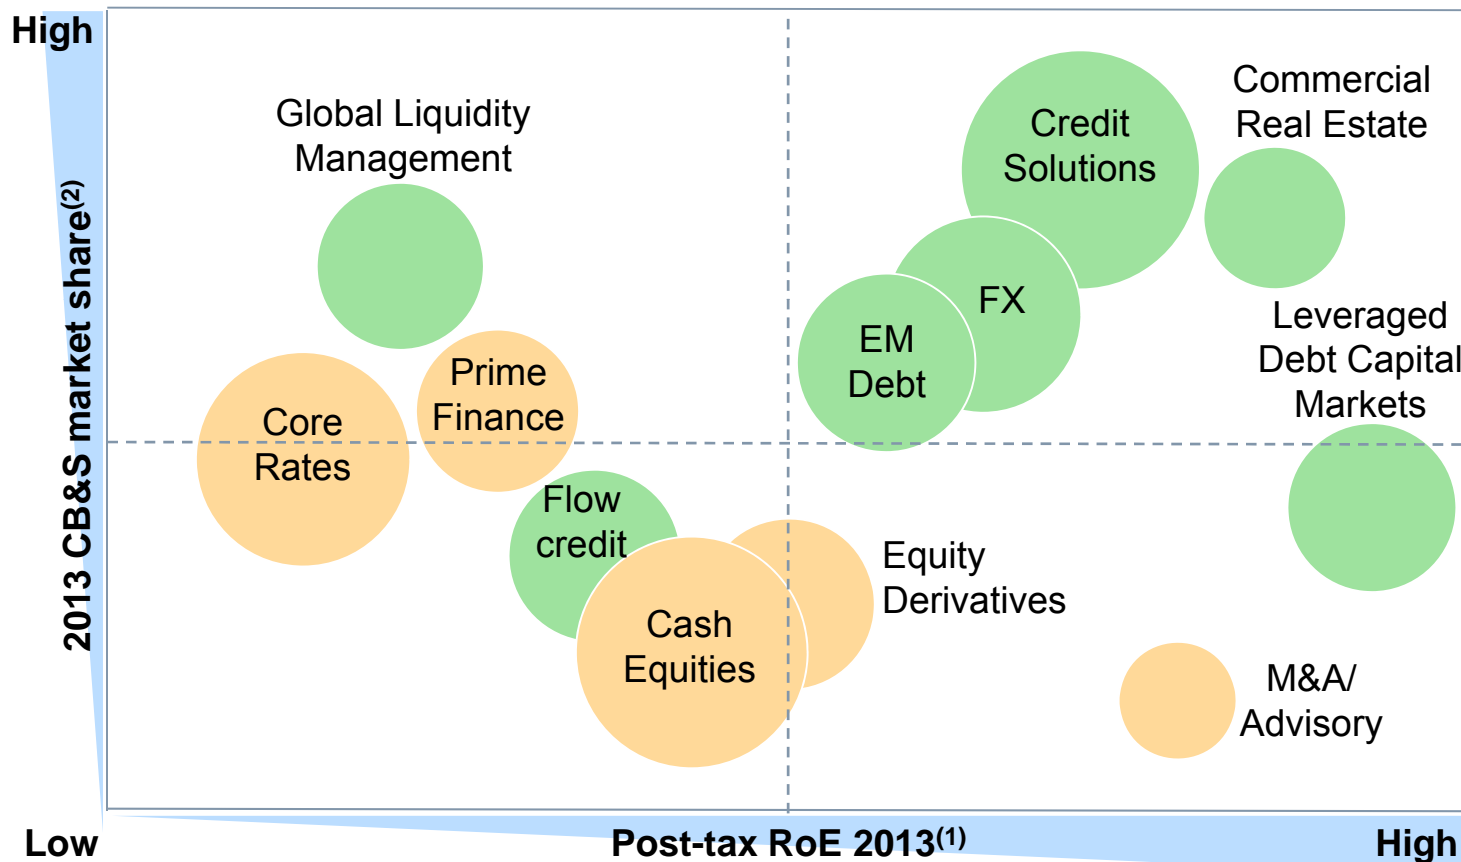 High
Global Liquidity
Management
Credit
Solutions
Commercial
Real Estate
FX
EM
Debt
Leveraged
Debt Capital
Markets
Prime
Finance
Core
Rates
Flow
credit
Equity
Derivatives
Cash
Equities
M&A/
Advisory
2013 CB&S market share(2)
Low
Post-tax RoE 2013(1)
High